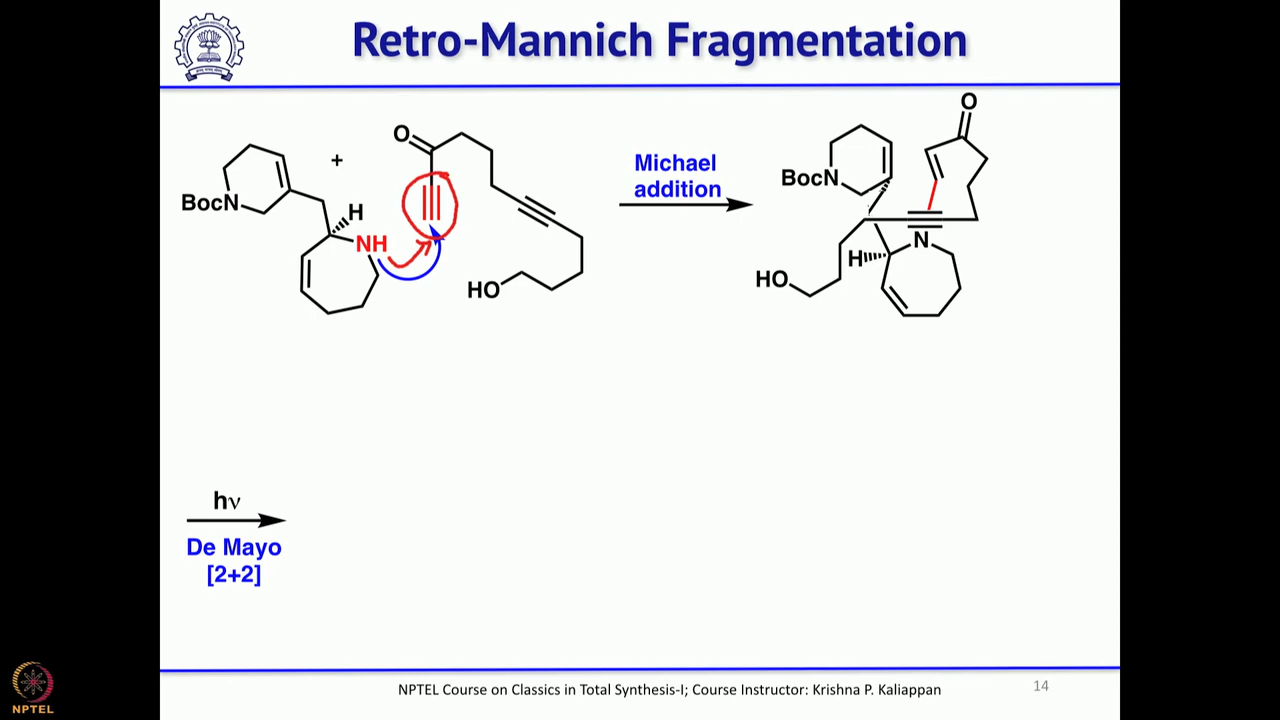 Retro-Mannich Fragmentation
BocN
H
NH
+
O
HO
Michael
addition
BocN
O
N
H
HO
hν
De Mayo
[2+2]
NPTEL Course on Classics in Total Synthesis-I; Course Instructor: Krishna P. Kaliappan
14
NPTEL